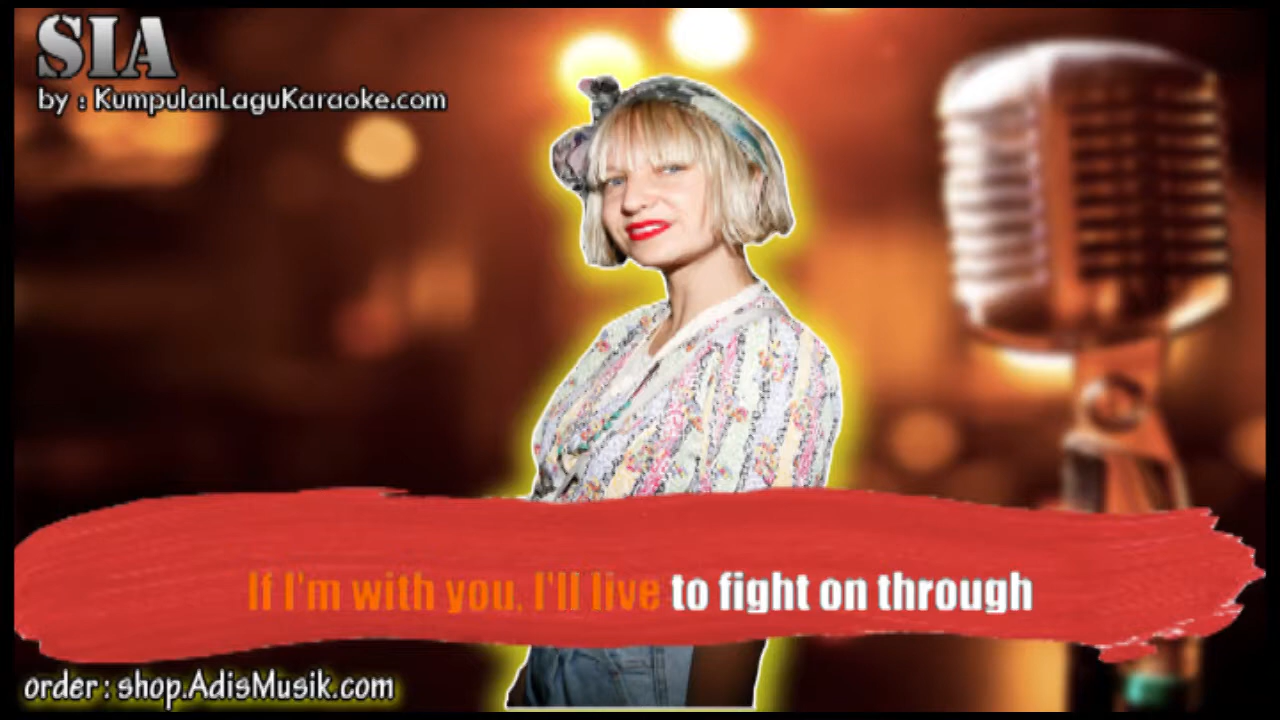 SIA
by : KumpulanLaguKaraoke.com
If I'm with you, I'll live to fight on through
order : shop.AdisMusik.com